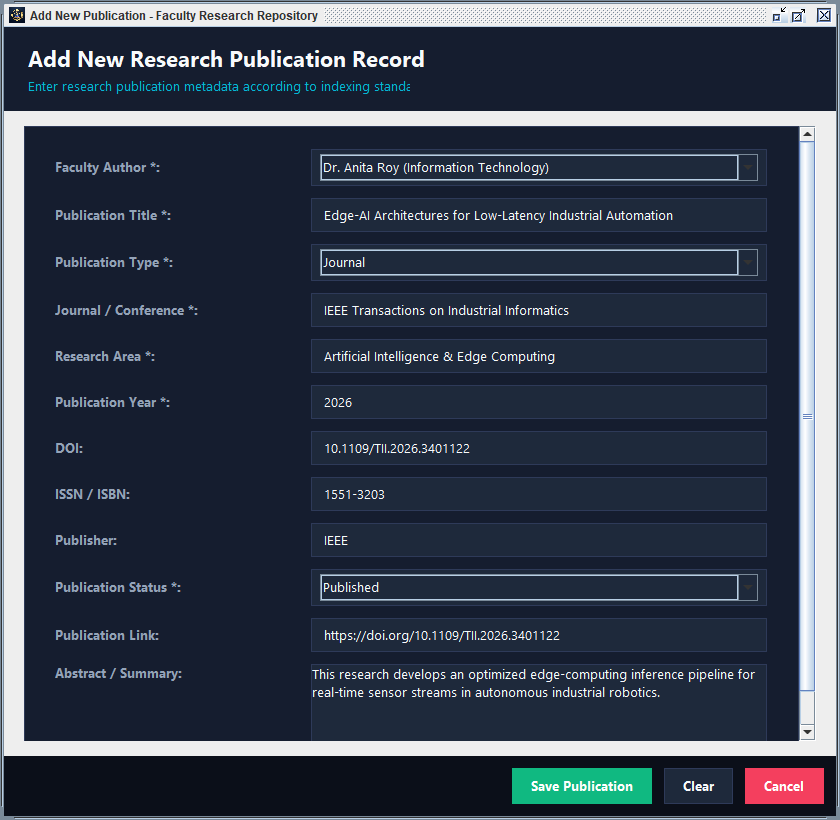 Add New Publication - Faculty Research Repository
Add New Research Publication Record
Enter research publication metadata according to indexing standa
Faculty Author *: Dr. Anita Roy (Information Technology)
Publication Title *: Edge-AI Architectures for Low-Latency Industrial Automation
Publication Type *: Journal
Journal / Conference *: IEEE Transactions on Industrial Informatics
Research Area *: Artificial Intelligence & Edge Computing
Publication Year *: 2026
DOI: 10.1109/TII.2026.3401122
ISSN / ISBN: 1551-3203
Publisher: IEEE
Publication Status *: Published
Publication Link: https://doi.org/10.1109/TII.2026.3401122
Abstract / Summary: This research develops an optimized edge-computing inference pipeline for
real-time sensor streams in autonomous industrial robotics.
Save Publication Clear Cancel